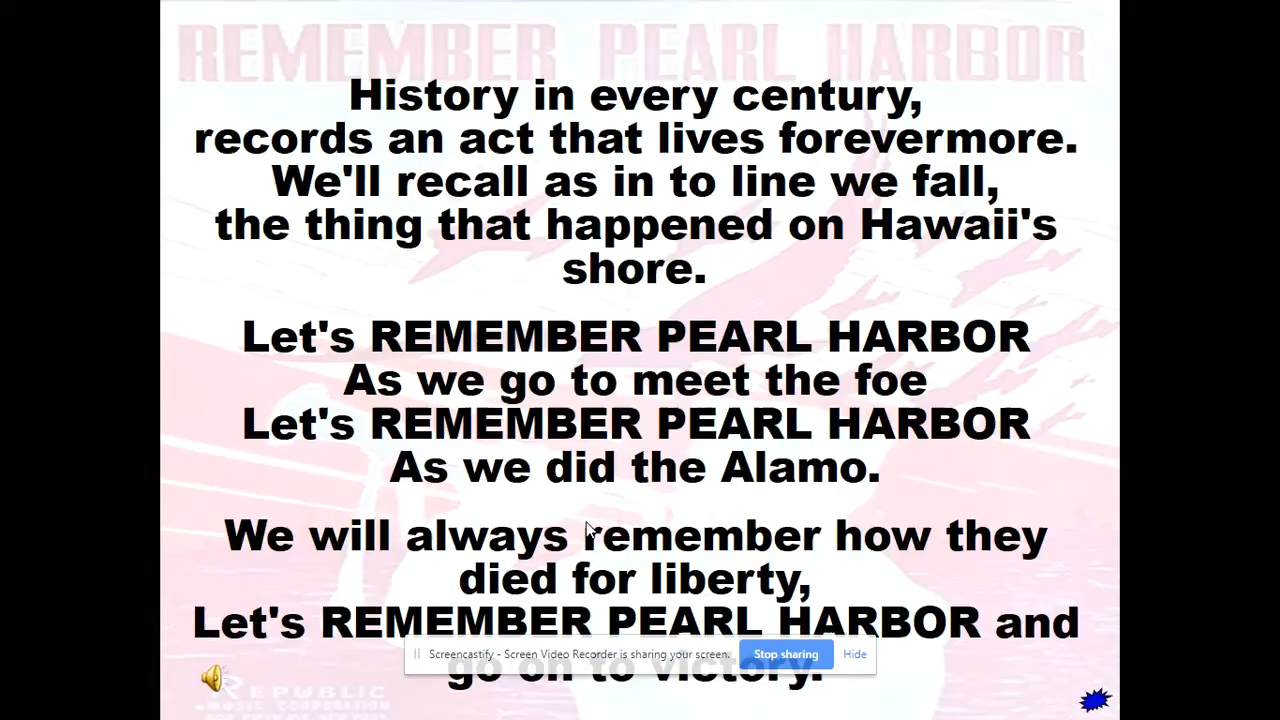 REMEMBER PEARL HARBOR
History in every century,
records an act that lives forevermore.
We'll recall as in to line we fall,
the thing that happened on Hawaii's
shore.
Let's REMEMBER PEARL HARBOR
As we go to meet the foe
Let's REMEMBER PEARL HARBOR
As we did the Alamo.
We will always remember how they
died for liberty,
Let's REMEMBER PEARL HARBOR and
go on to victory.
Screencastify - Screen Video Recorder is sharing your screen.
Stop sharing
Hide
REPUBLIC
MUSIC CORPORATION